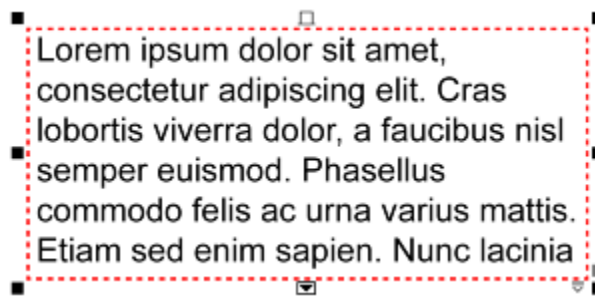 Lorem ipsum dolor sit amet,
consectetur adipiscing elit. Cras
lobortis viverra dolor, a faucibus nisl
semper euismod. Phasellus
commodo felis ac urna varius mattis.
Etiam sed enim sapien. Nunc lacinia